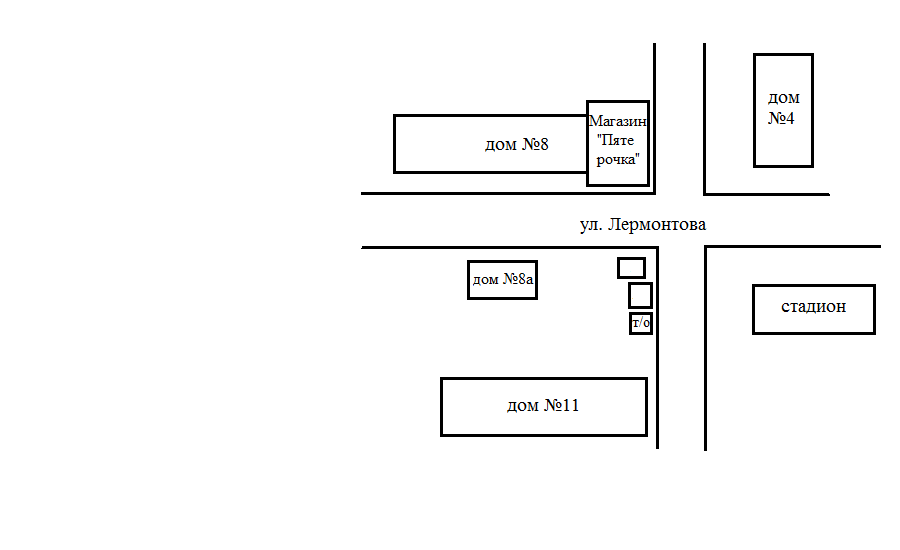 дом
№4
Магазин
"Пяте
рочка"
дом №8
ул. Лермонтова
дом №8а
т/о
стадион
дом №11